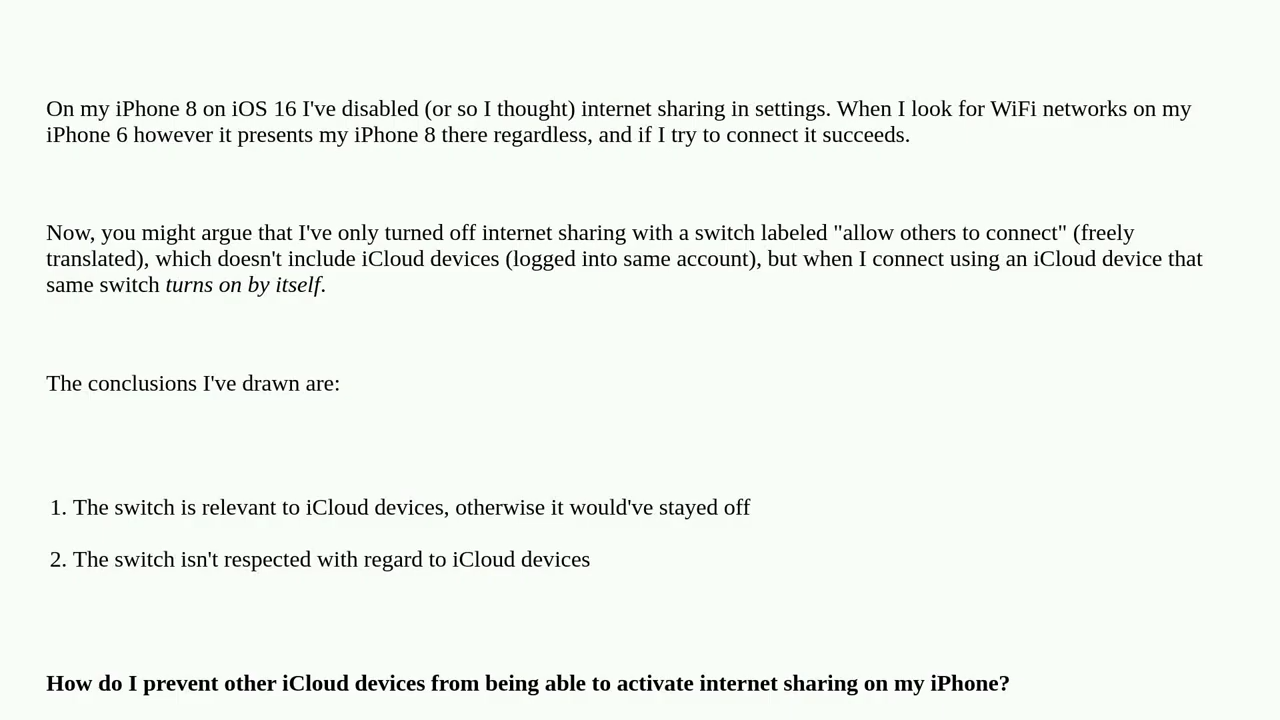 On my iPhone 8 on iOS 16 I've disabled (or so I thought) internet sharing in settings. When I look for WiFi networks on my
iPhone 6 however it presents my iPhone 8 there regardless, and if I try to connect it succeeds.
Now, you might argue that I've only turned off internet sharing with a switch labeled "allow others to connect" (freely
translated), which doesn't include iCloud devices (logged into same account), but when I connect using an iCloud device that
same switch turns on by itself.
The conclusions I've drawn are:
1. The switch is relevant to iCloud devices, otherwise it would've stayed off
2. The switch isn't respected with regard to iCloud devices
How do I prevent other iCloud devices from being able to activate internet sharing on my iPhone?